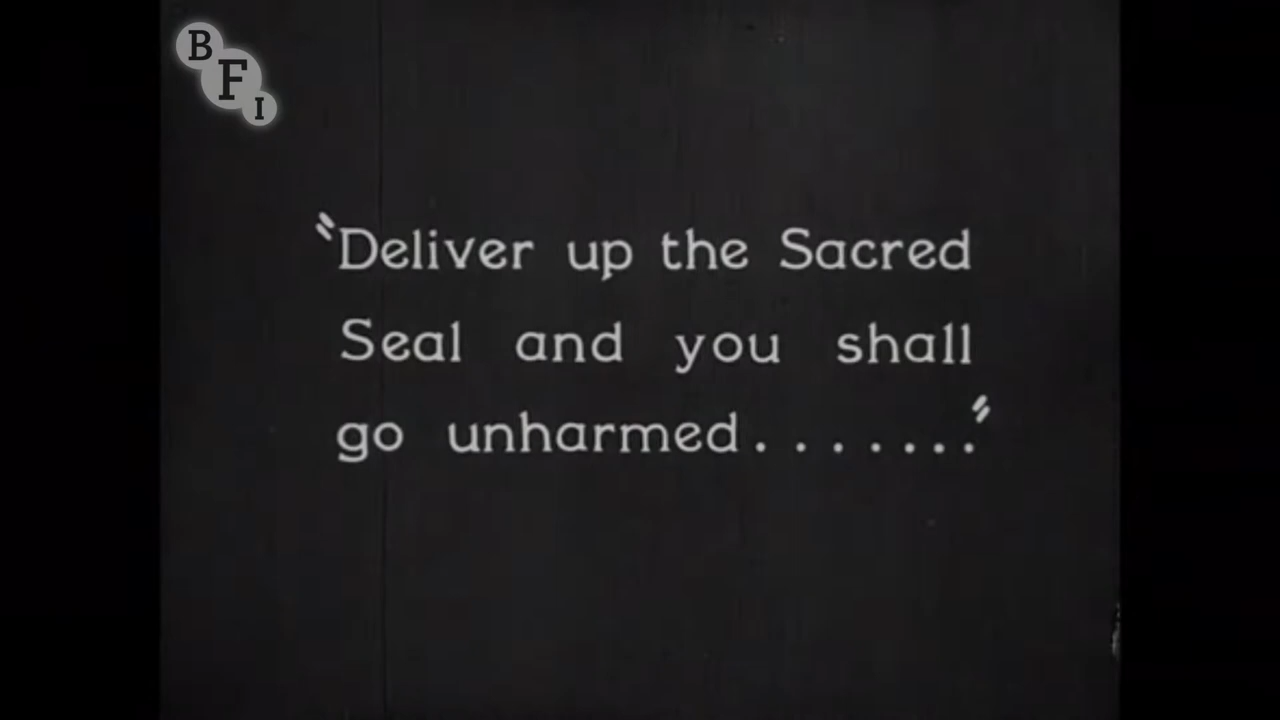 BFI
"Deliver up the Sacred
Seal and you shall
go unharmed......."